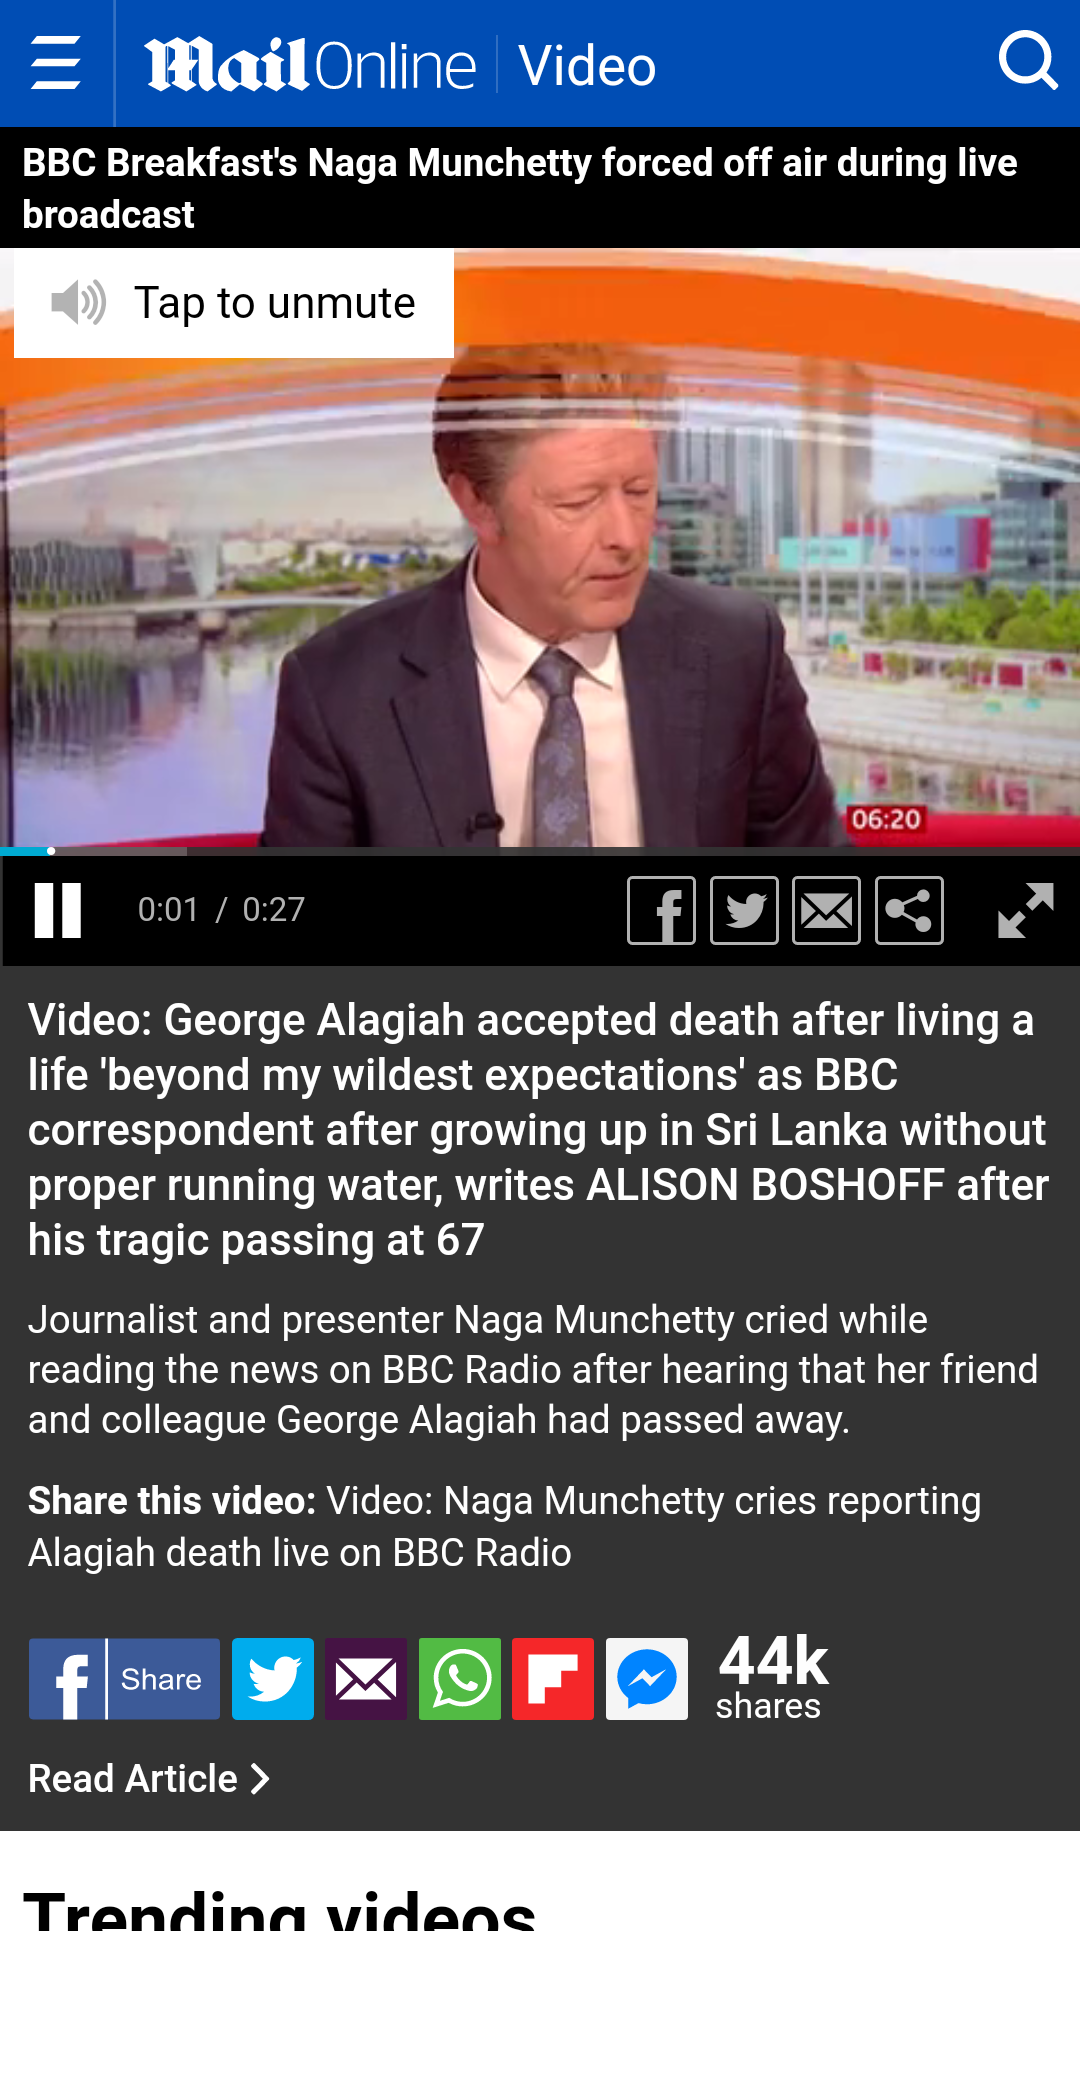 Mail Online Video
BBC Breakfast's Naga Munchetty forced off air during live
broadcast
Tap to unmute
06:20
0:01 / 0:27
Video: George Alagiah accepted death after living a
life 'beyond my wildest expectations' as BBC
correspondent after growing up in Sri Lanka without
proper running water, writes ALISON BOSHOFF after
his tragic passing at 67
Journalist and presenter Naga Munchetty cried while
reading the news on BBC Radio after hearing that her friend
and colleague George Alagiah had passed away.
Share this video: Video: Naga Munchetty cries reporting
Alagiah death live on BBC Radio
Share
44k
shares
Read Article
Trending videos